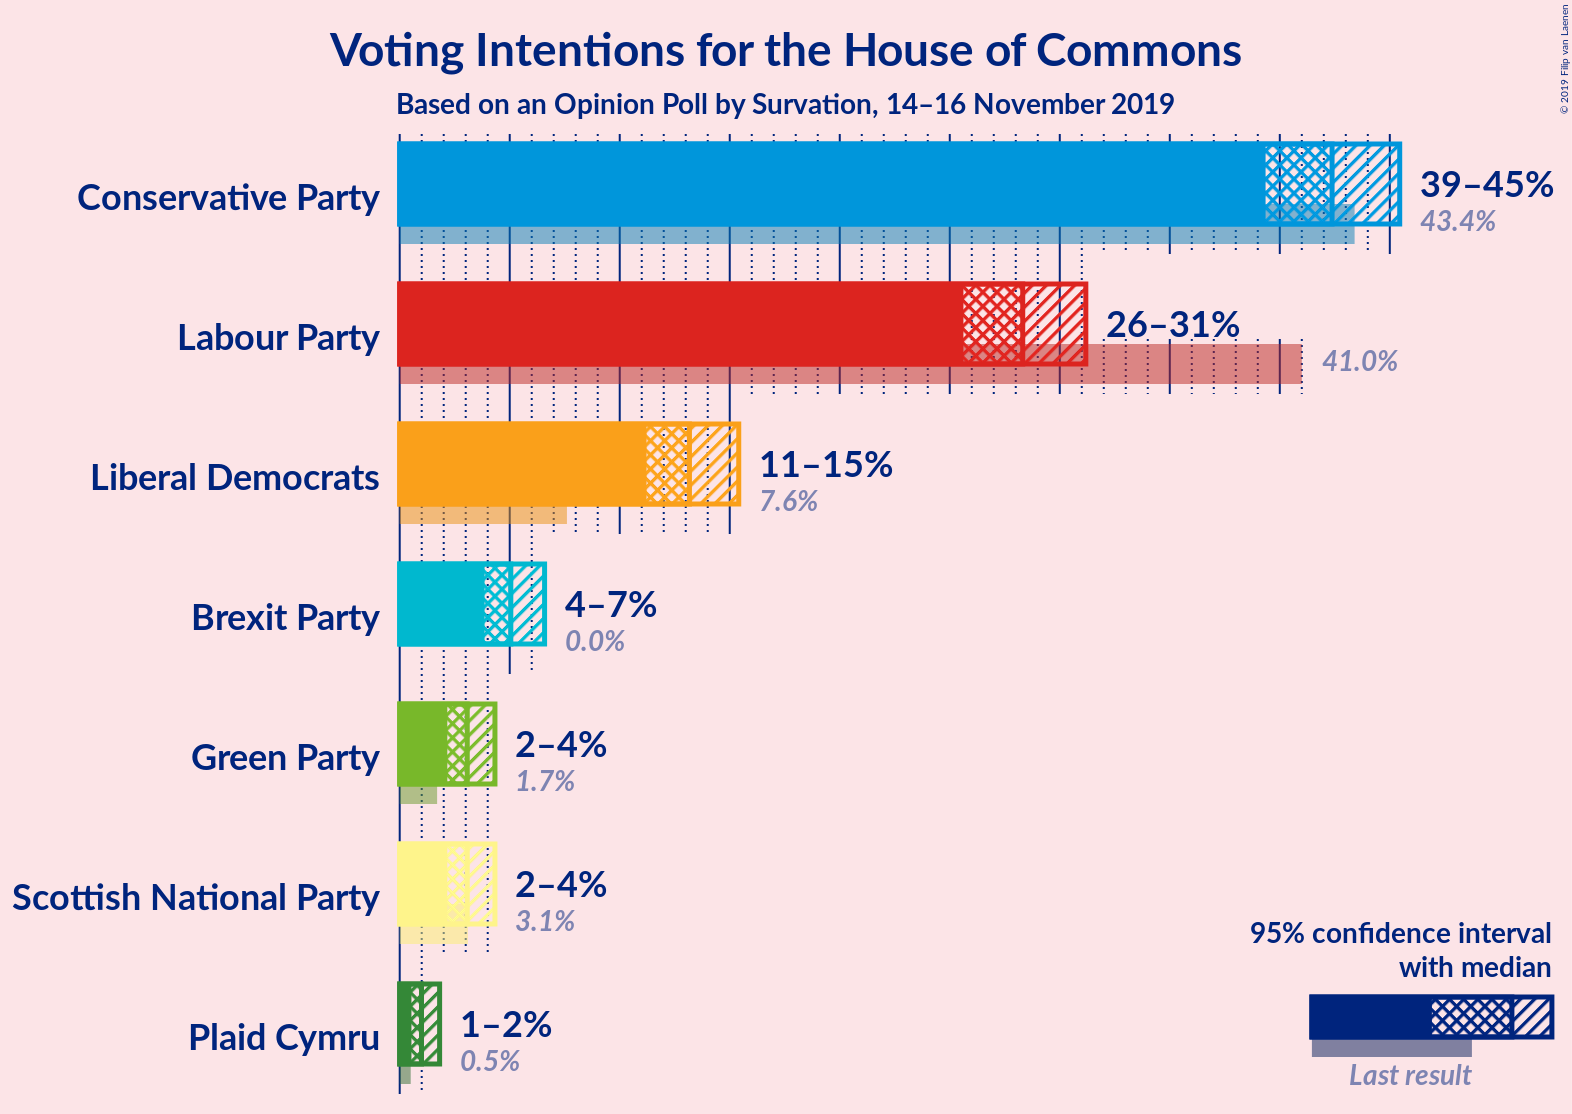 Voting Intentions for the House of Commons
Based on an Opinion Poll by Survation, 14–16 November 2019
© 2019 Filip van Laenen
Conservative Party
39–45%
43.4%
Labour Party
26–31%
41.0%
Liberal Democrats
11–15%
7.6%
Brexit Party
4–7%
0.0%
Green Party
2–4%
1.7%
Scottish National Party
2–4%
3.1%
Plaid Cymru
1–2%
0.5%
95% confidence interval
with median
Last result